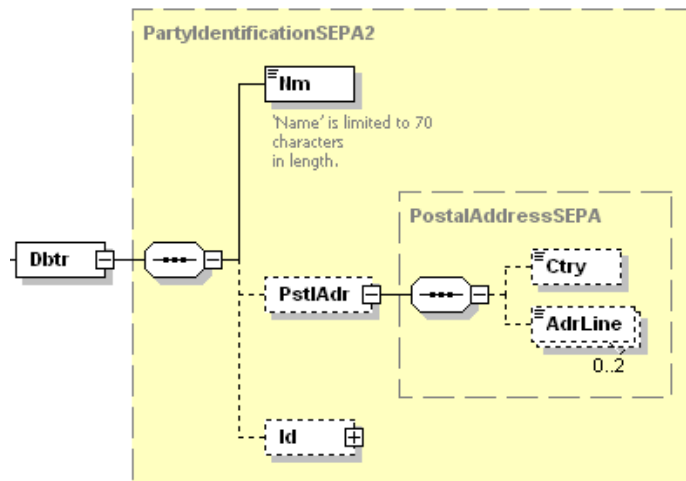 PartyIdentificationSEPA2
Nm
'Name' is limited to 70
characters
in length.
PostalAddressSEPA
Dbtr
Ctry
PstlAdr
AdrLine
0..2
Id